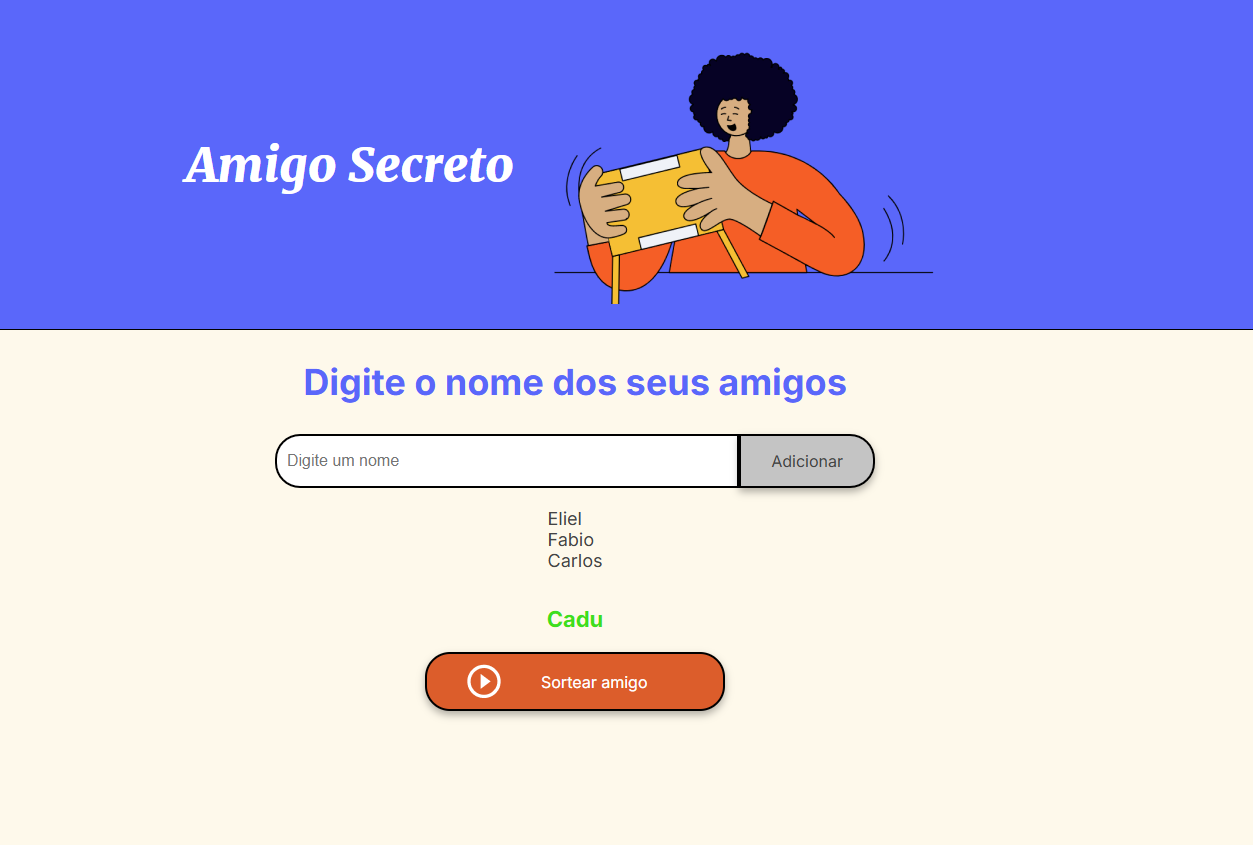 Amigo Secreto
Digite o nome dos seus amigos
Digite um nome
Adicionar
Eliel
Fabio
Carlos
Cadu
Sortear amigo